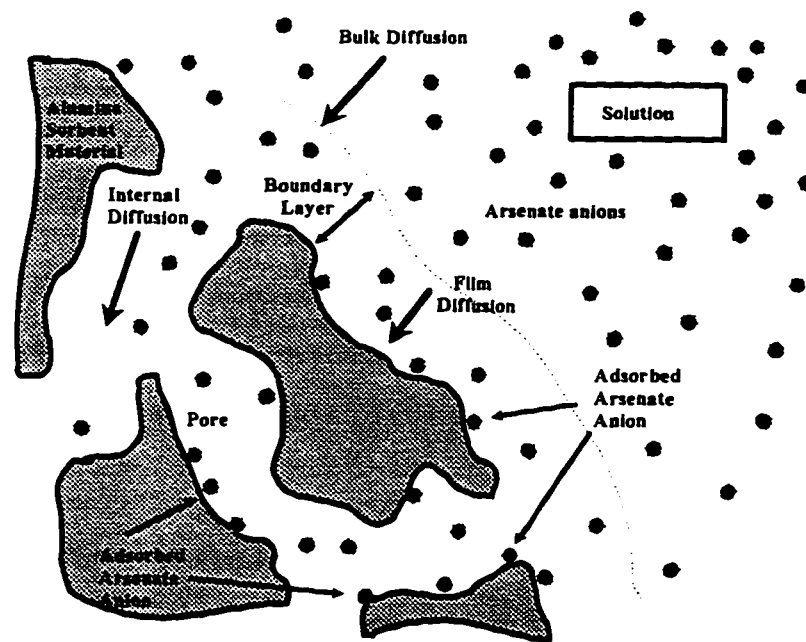 Bulk Diffusion
Solution
Alumina
Sorbent
Material
Internal
Diffusion
Boundary
Layer
Arsenate anions
Film
Diffusion
Adsorbed
Arsenate
Anion
Pore
Adsorbed
Arsenate
Anion